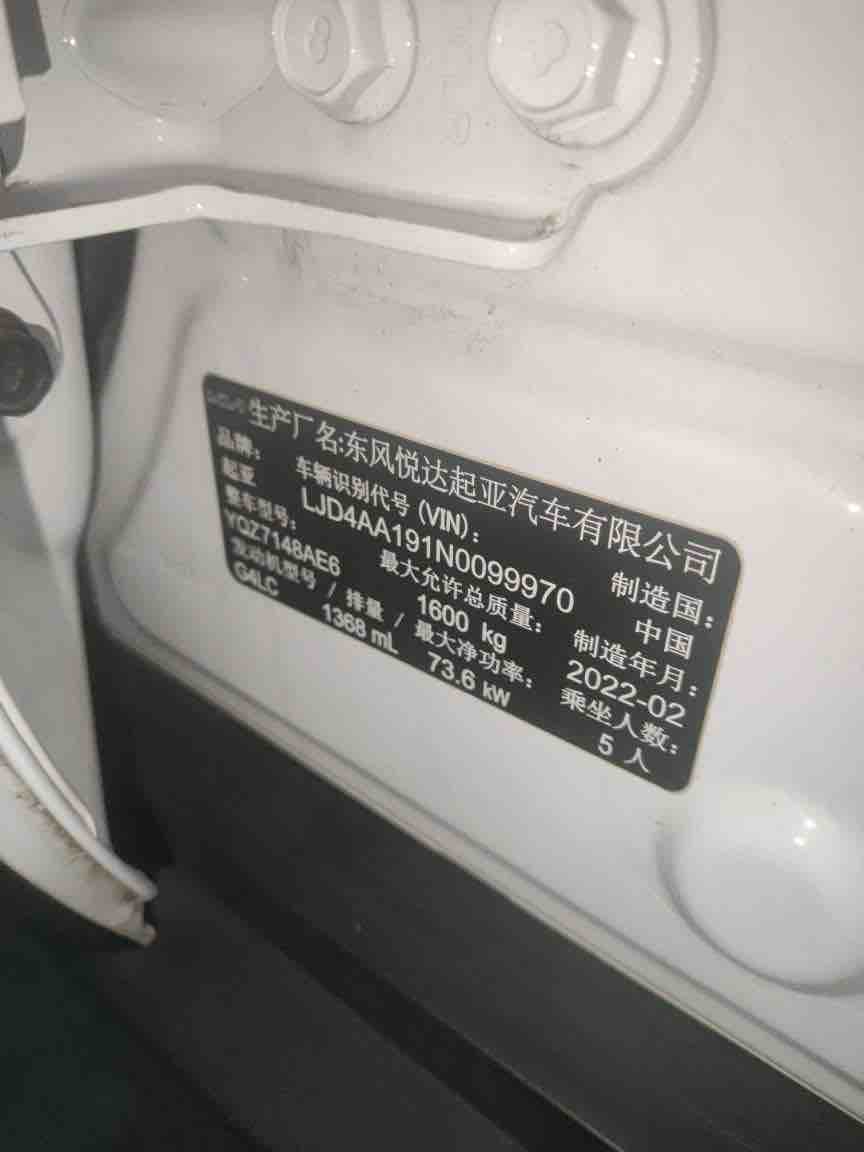 生产厂名:东风悦达起亚汽车有限公司
品牌: 车辆识别代号(VIN): 制造国:
起亚 LJD4AA191N0099970 中国
整车型号: 最大允许总质量: 制造年月:
YQZ7148AE6 1600 kg 2022-02
发动机型号 / 排量 / 最大净功率: 乘坐人数:
G4LC 1368 mL 73.6 kW 5 人